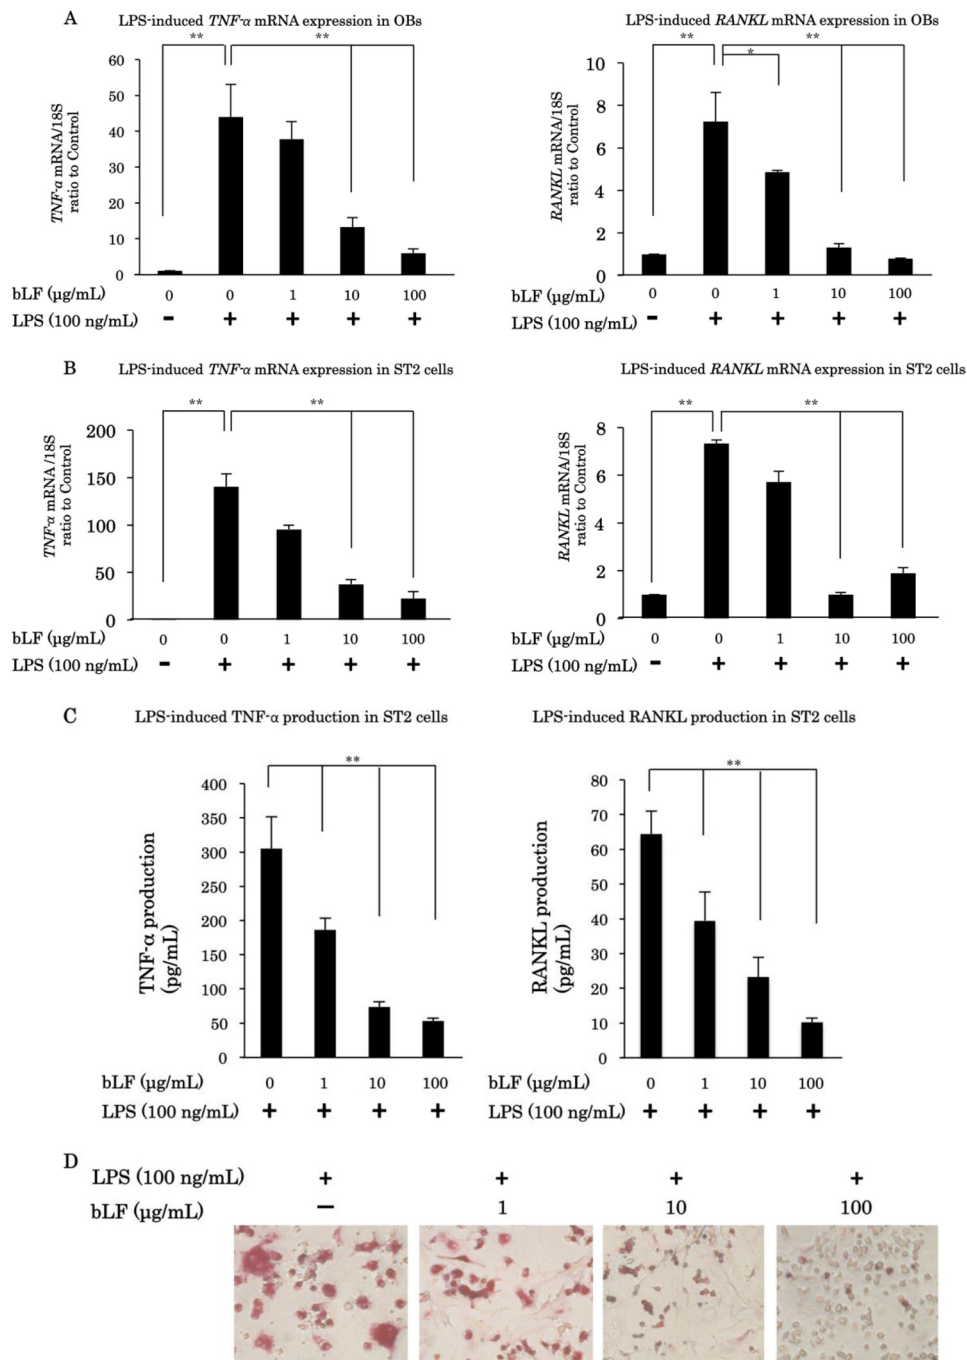 A
LPS-induced TNF-α mRNA expression in OBs
**
**
TNF-α mRNA/18S
ratio to Control
60
50
40
30
20
10
0
bLF (μg/mL) 0 0 1 10 100
LPS (100 ng/mL) − + + + +
LPS-induced RANKL mRNA expression in OBs
**
**
*
RANKL mRNA/18S
ratio to Control
10
8
6
4
2
0
bLF (μg/mL) 0 0 1 10 100
LPS (100 ng/mL) − + + + +
B
LPS-induced TNF-α mRNA expression in ST2 cells
**
**
TNF-α mRNA /18S
ratio to Control
200
150
100
50
0
bLF (μg/mL) 0 0 1 10 100
LPS (100 ng/mL) − + + + +
LPS-induced RANKL mRNA expression in ST2 cells
**
**
RANKL mRNA/18S
ratio to Control
8
6
4
2
0
bLF (μg/mL) 0 0 1 10 100
LPS (100 ng/mL) − + + + +
C
LPS-induced TNF-α production in ST2 cells
**
TNF-α production
(pg/mL)
400
350
300
250
200
150
100
50
0
bLF (μg/mL) 0 1 10 100
LPS (100 ng/mL) + + + +
LPS-induced RANKL production in ST2 cells
**
RANKL production
(pg/mL)
80
70
60
50
40
30
20
10
0
bLF (μg/mL) 0 1 10 100
LPS (100 ng/mL) + + + +
D
LPS (100 ng/mL) + + + +
bLF (μg/mL) − 1 10 100